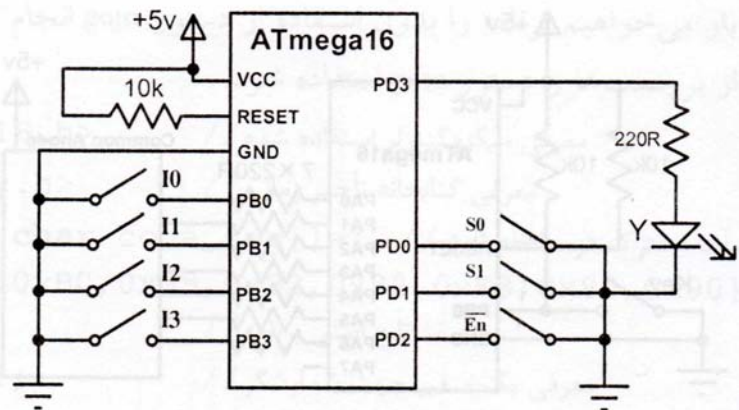 +5v
ATmega16
10k
VCC
RESET
GND
PD3
220R
I0
PB0
I1
PB1
I2
PB2
I3
PB3
PD0
S0
PD1
S1
PD2
En
Y